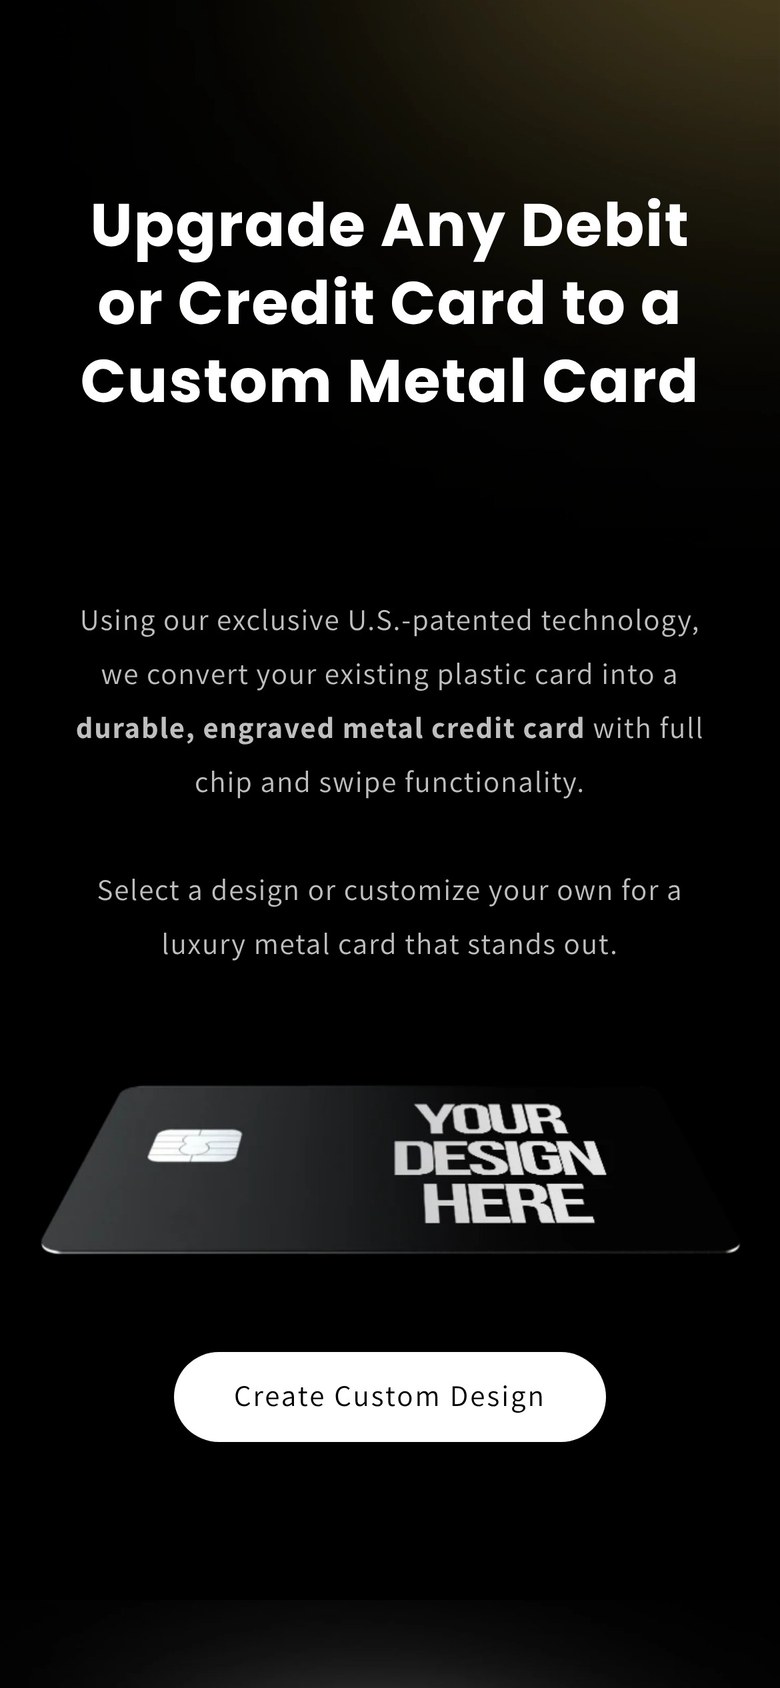 Upgrade Any Debit
or Credit Card to a
Custom Metal Card
Using our exclusive U.S.-patented technology,
we convert your existing plastic card into a
durable, engraved metal credit card with full
chip and swipe functionality.
Select a design or customize your own for a
luxury metal card that stands out.
YOUR
DESIGN
HERE
Create Custom Design